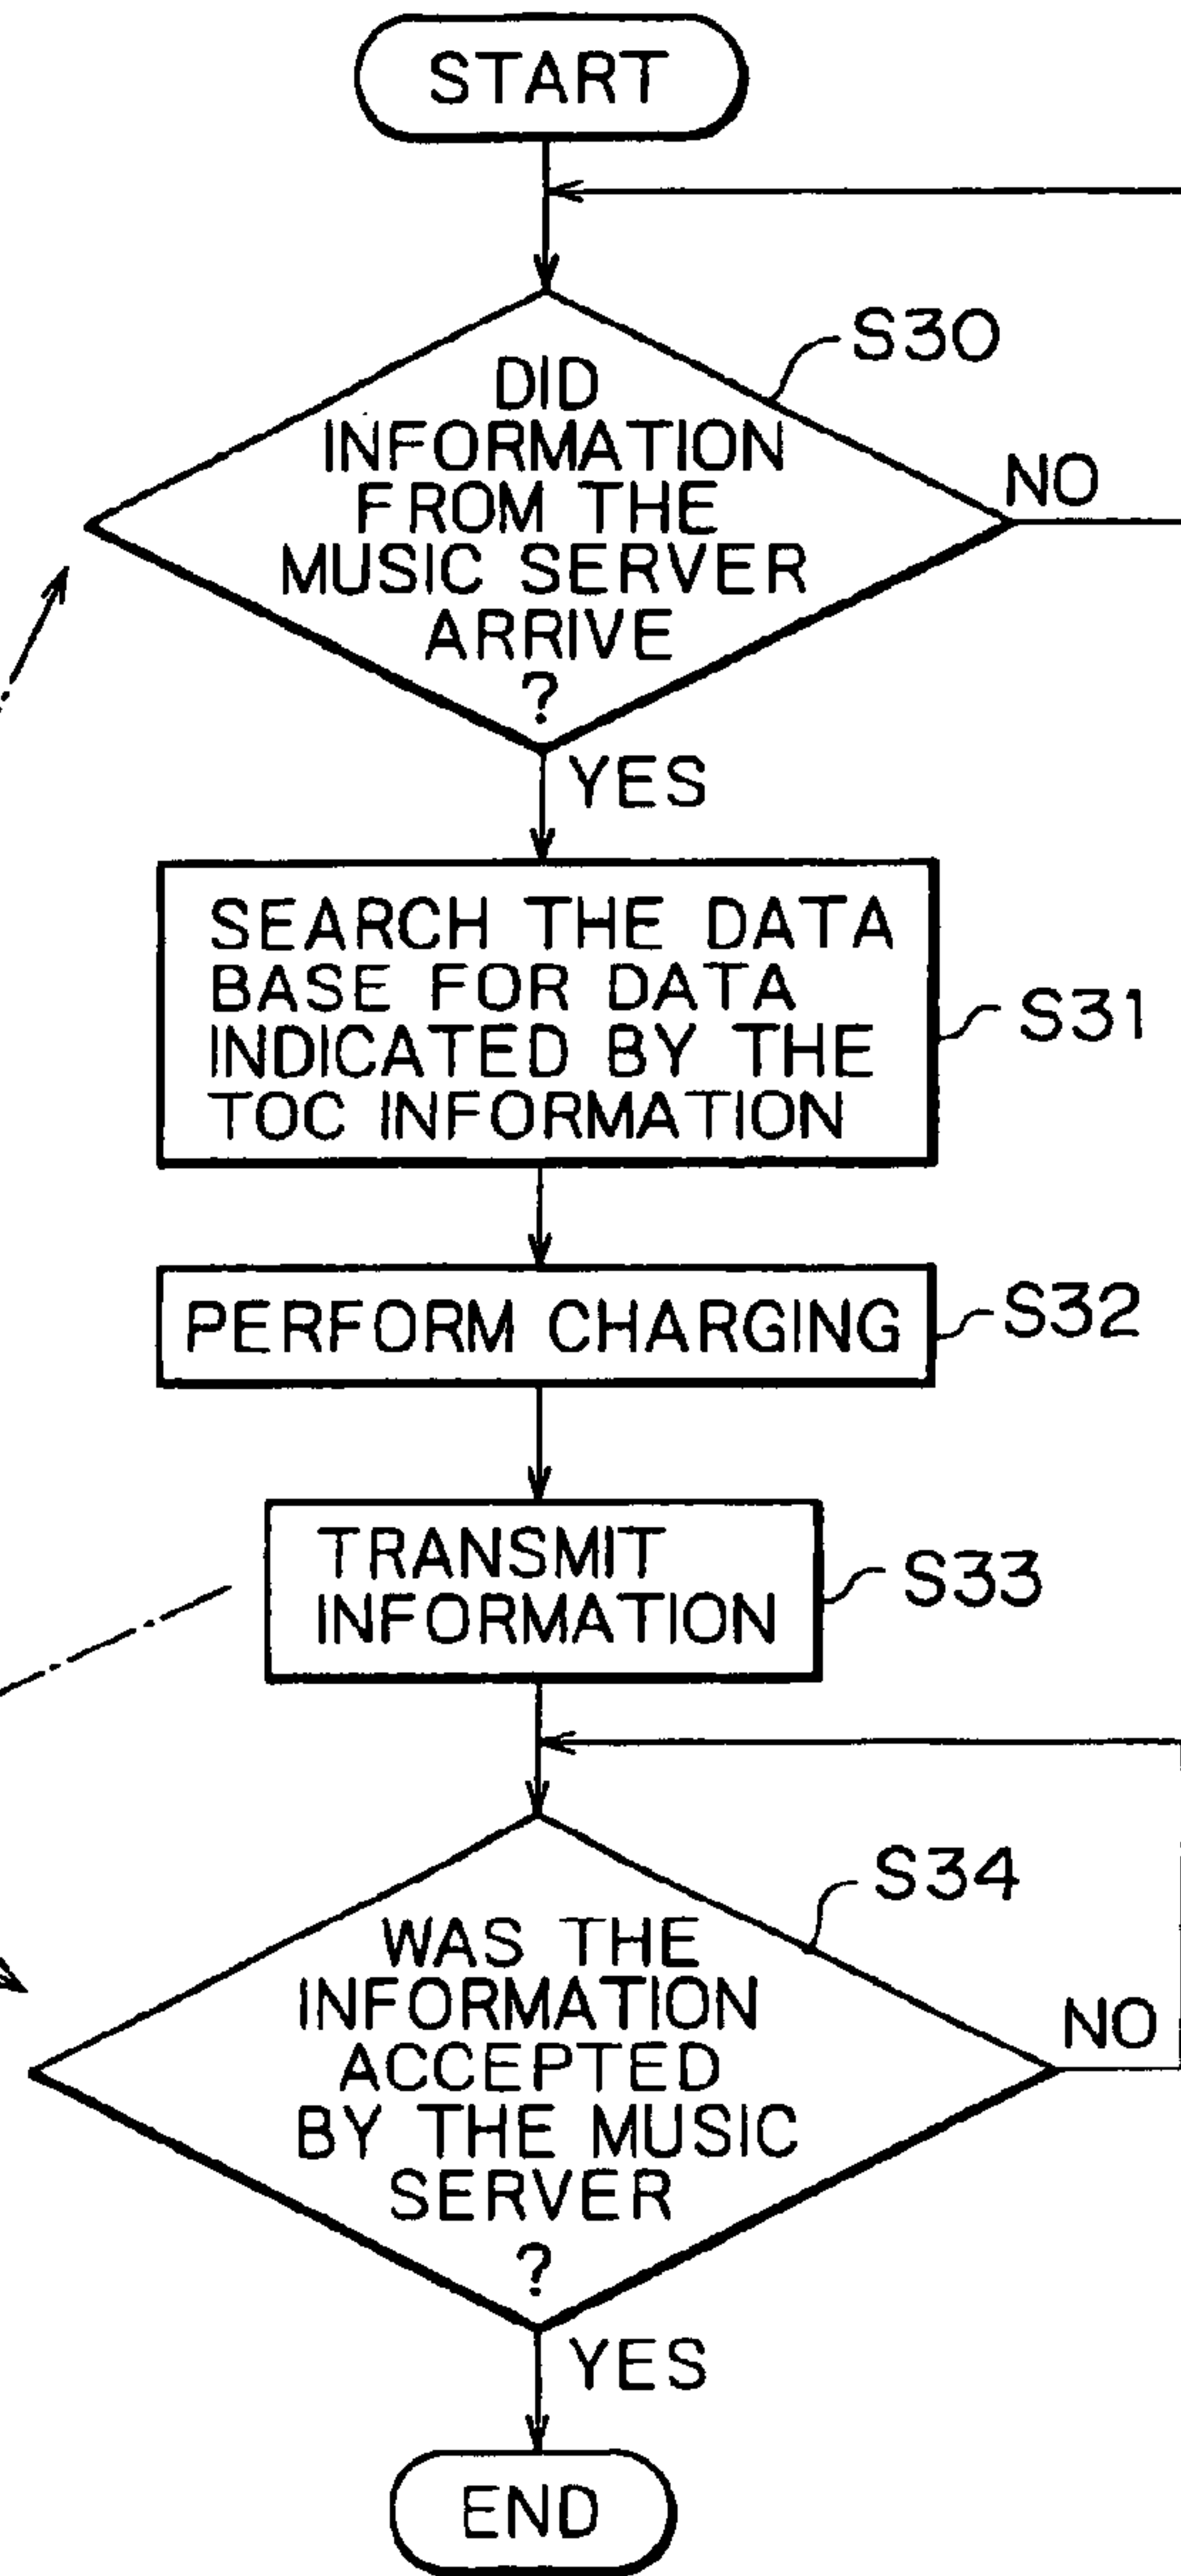 START
S30
DID
INFORMATION
FROM THE
MUSIC SERVER
ARRIVE
?
NO
YES
SEARCH THE DATA
BASE FOR DATA
INDICATED BY THE
TOC INFORMATION
S31
PERFORM CHARGING
S32
TRANSMIT
INFORMATION
S33
S34
WAS THE
INFORMATION
ACCEPTED
BY THE MUSIC
SERVER
?
NO
YES
END